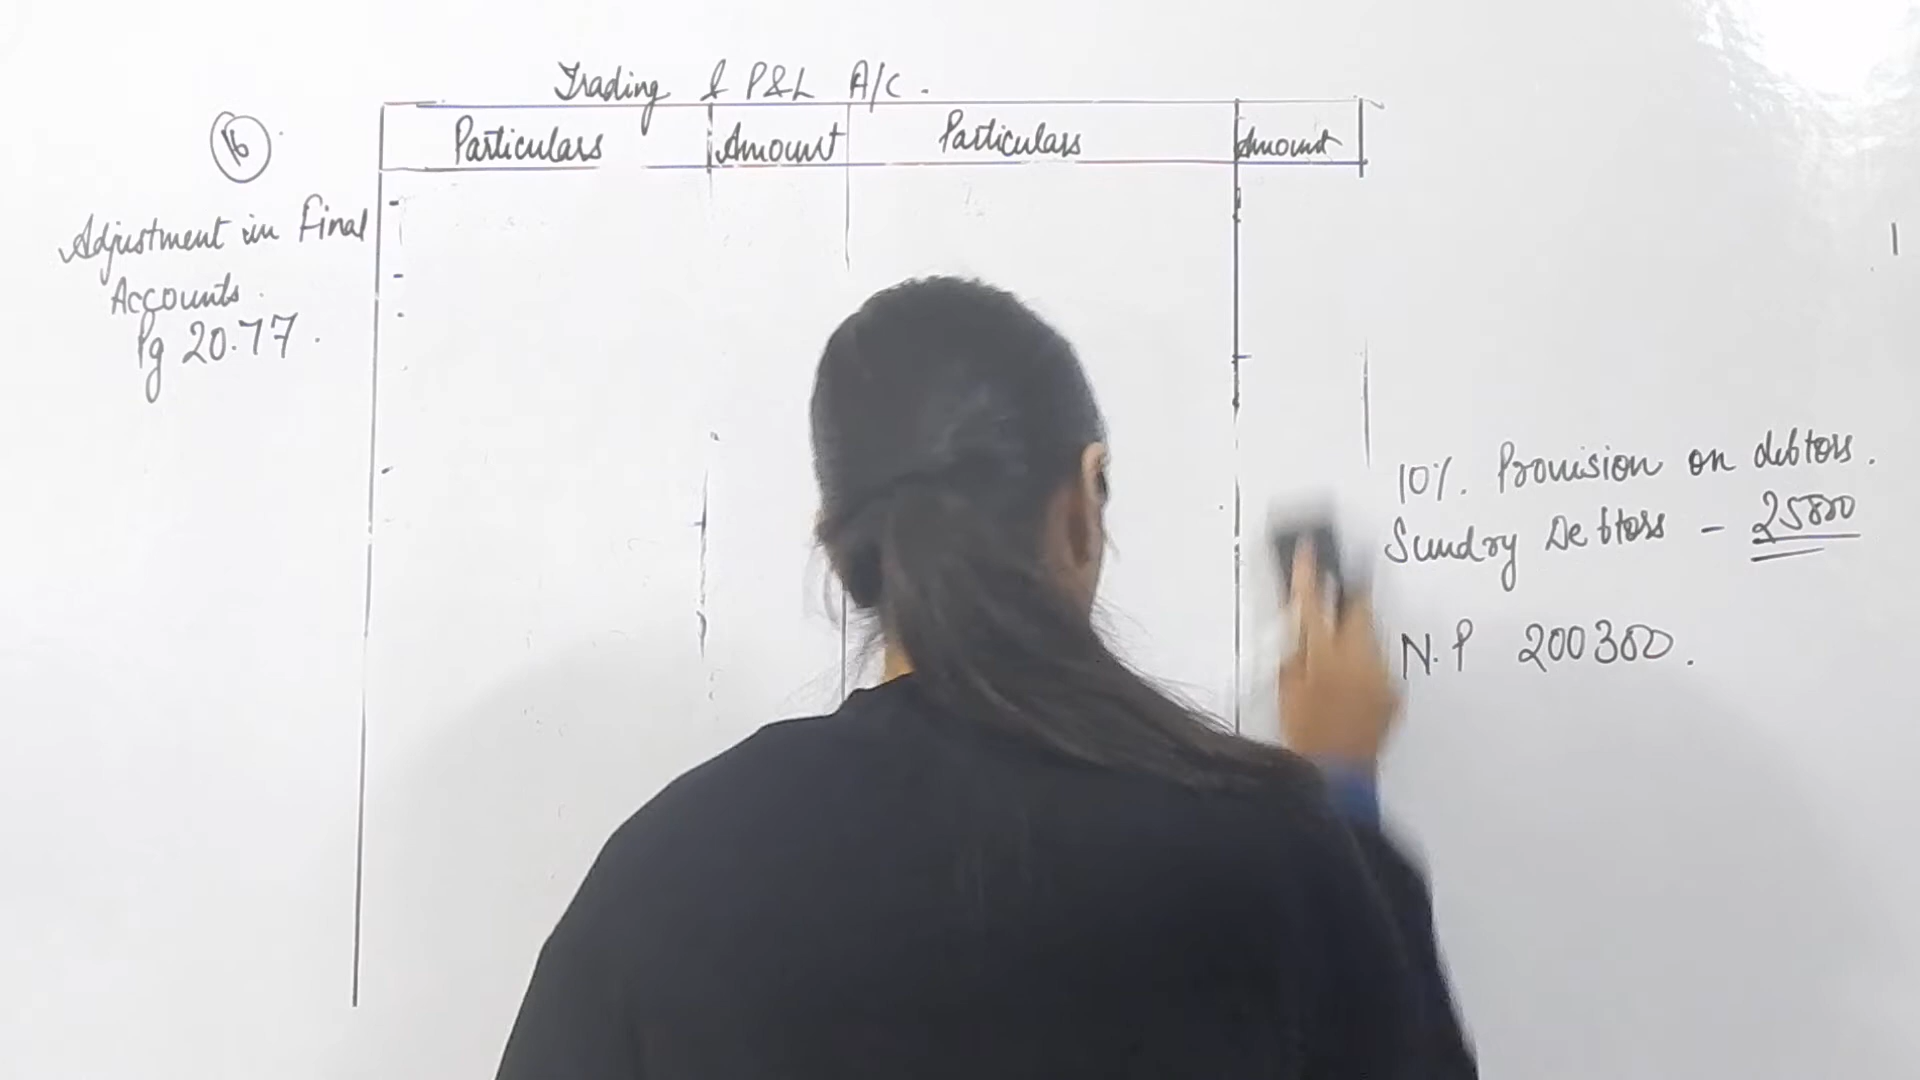 Trading & P&L A/C.
Particulars Amount Particulars Amount
16
Adjustment in Final
Accounts.
Pg 20.77.
10%. Provision on debtors.
Sundry Debtors - 25800
N.P 200300.